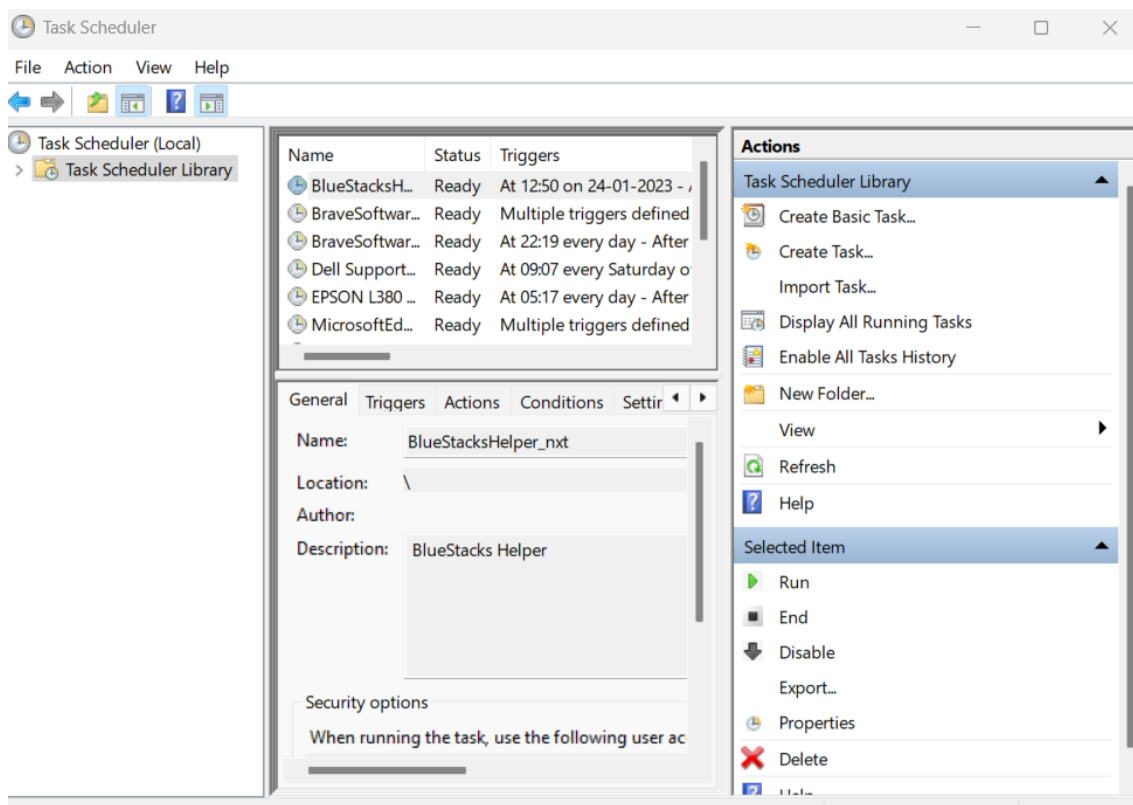 Task Scheduler
File Action View Help
Task Scheduler (Local)
Task Scheduler Library
Name Status Triggers
BlueStacksH... Ready At 12:50 on 24-01-2023 -
BraveSoftwar... Ready Multiple triggers defined
BraveSoftwar... Ready At 22:19 every day - After
Dell Support... Ready At 09:07 every Saturday o
EPSON L380 ... Ready At 05:17 every day - After
MicrosoftEd... Ready Multiple triggers defined
General Triggers Actions Conditions Settin
Name: BlueStacksHelper_nxt
Location: \
Author:
Description: BlueStacks Helper
Security options
When running the task, use the following user ac
Actions
Task Scheduler Library
Create Basic Task...
Create Task...
Import Task...
Display All Running Tasks
Enable All Tasks History
New Folder...
View
Refresh
Help
Selected Item
Run
End
Disable
Export...
Properties
Delete
Help